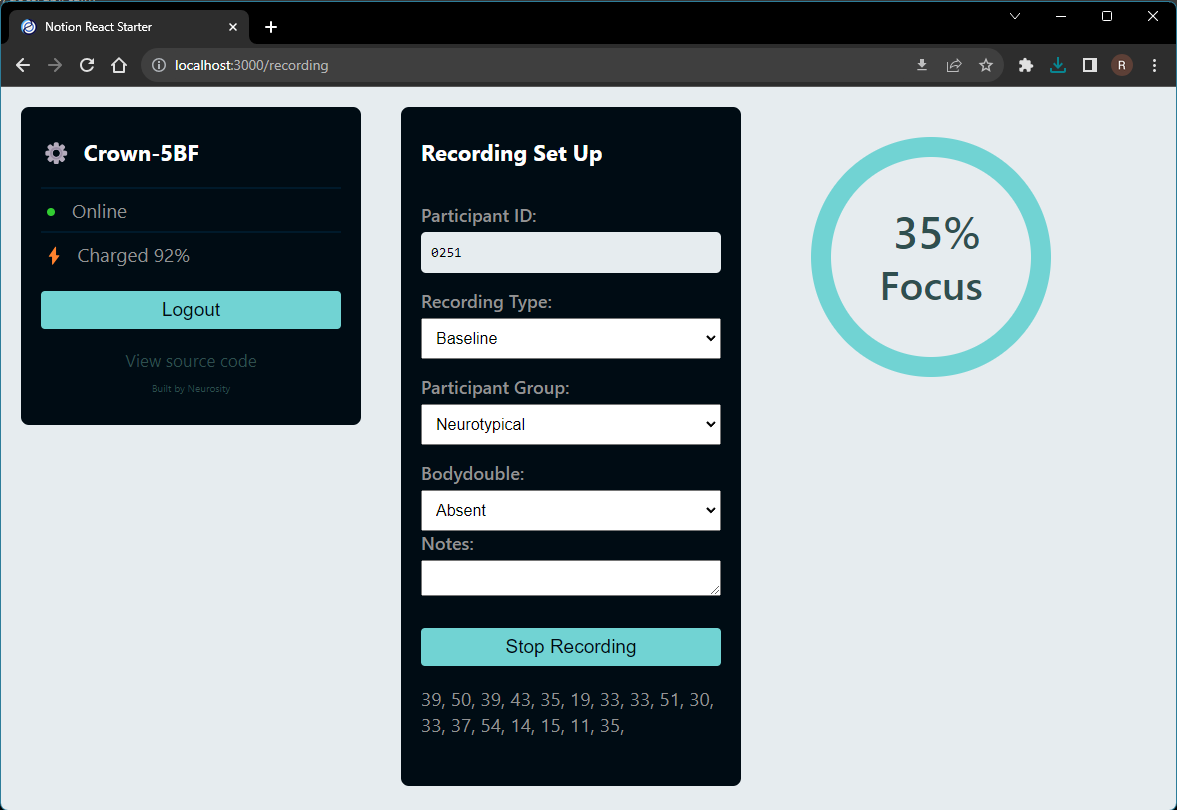 Notion React Starter
localhost:3000/recording
R
Crown-5BF
Online
Charged 92%
Logout
View source code
Built by Neurosity
Recording Set Up
Participant ID:
0251
Recording Type:
Baseline
Participant Group:
Neurotypical
Bodydouble:
Absent
Notes:
Stop Recording
39, 50, 39, 43, 35, 19, 33, 33, 51, 30,
33, 37, 54, 14, 15, 11, 35,
35%
Focus